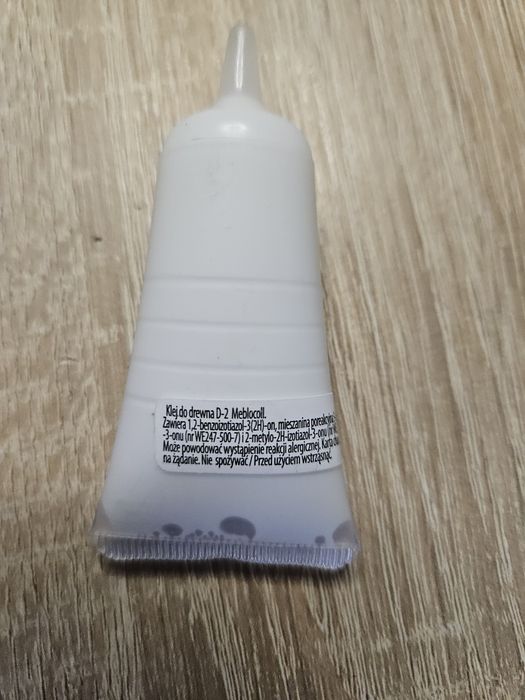 Klej do drewna D-2 Meblocoll.
Zawiera 1,2-benzoizotiazol-3(2H)-on, mieszanina poreakcyjna
-3-onu (nr WE247-500-7) i 2-metylo-2H-izotiazol-3-onu (nr
Może powodować wystąpienie reakcji alergicznej. Karta
na żądanie. Nie spożywać / Przed użyciem wstrząsnąć.